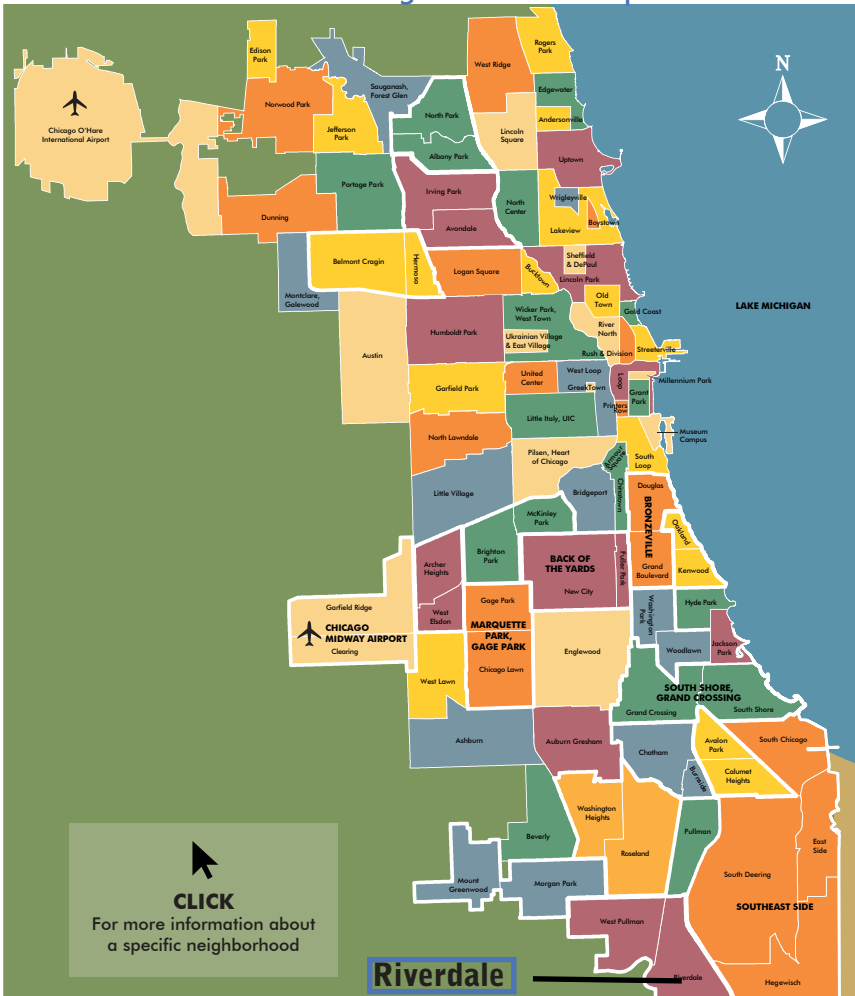 Edison
Park
Rogers
Park
West Ridge
Sauganash,
Forest Glen
N
Edgewater
Norwood Park
North Park
Andersonville
Chicago O'Hare
International Airport
Jefferson
Park
Lincoln
Square
Albany Park
Uptown
Portage Park
Irving Park
North
Center
Wrigleyville
Dunning
Boystown
Avondale
Lakeview
Belmont Cragin
Hermosa
Logan Square
Bucktown
Sheffield
& DePaul
Lincoln Park
Montclare,
Galewood
Old
Town
Gold Coast
LAKE MICHIGAN
Wicker Park,
West Town
Humboldt Park
River
North
Ukrainian Village
& East Village
Austin
Rush & Division
Streeterville
United
Center
West Loop
Loop
Millennium Park
Garfield Park
GreekTown
Grant
Park
Printers
Row
Little Italy, UIC
North Lawndale
Museum
Campus
Pilsen, Heart
of Chicago
Armour
Square
South
Loop
Little Village
Bridgeport
Chinatown
Douglas
BRONZEVILLE
McKinley
Park
Oakland
Brighton
Park
BACK OF
THE YARDS
Fuller Park
Grand
Boulevard
Kenwood
Archer
Heights
New City
Garfield Ridge
Gage Park
Washington
Park
Hyde Park
West
Elsdon
CHICAGO
MIDWAY AIRPORT
MARQUETTE
PARK,
GAGE PARK
Clearing
Englewood
Woodlawn
Jackson
Park
Chicago Lawn
West Lawn
SOUTH SHORE,
GRAND CROSSING
Grand Crossing
South Shore
Ashburn
Auburn Gresham
Chatham
Avalon
Park
South Chicago
Burnside
Calumet
Heights
Washington
Heights
Beverly
Pullman
East
Side
Roseland
CLICK
For more information about
a specific neighborhood
South Deering
Mount
Greenwood
Morgan Park
SOUTHEAST SIDE
West Pullman
Riverdale
Riverdale
Hegewisch